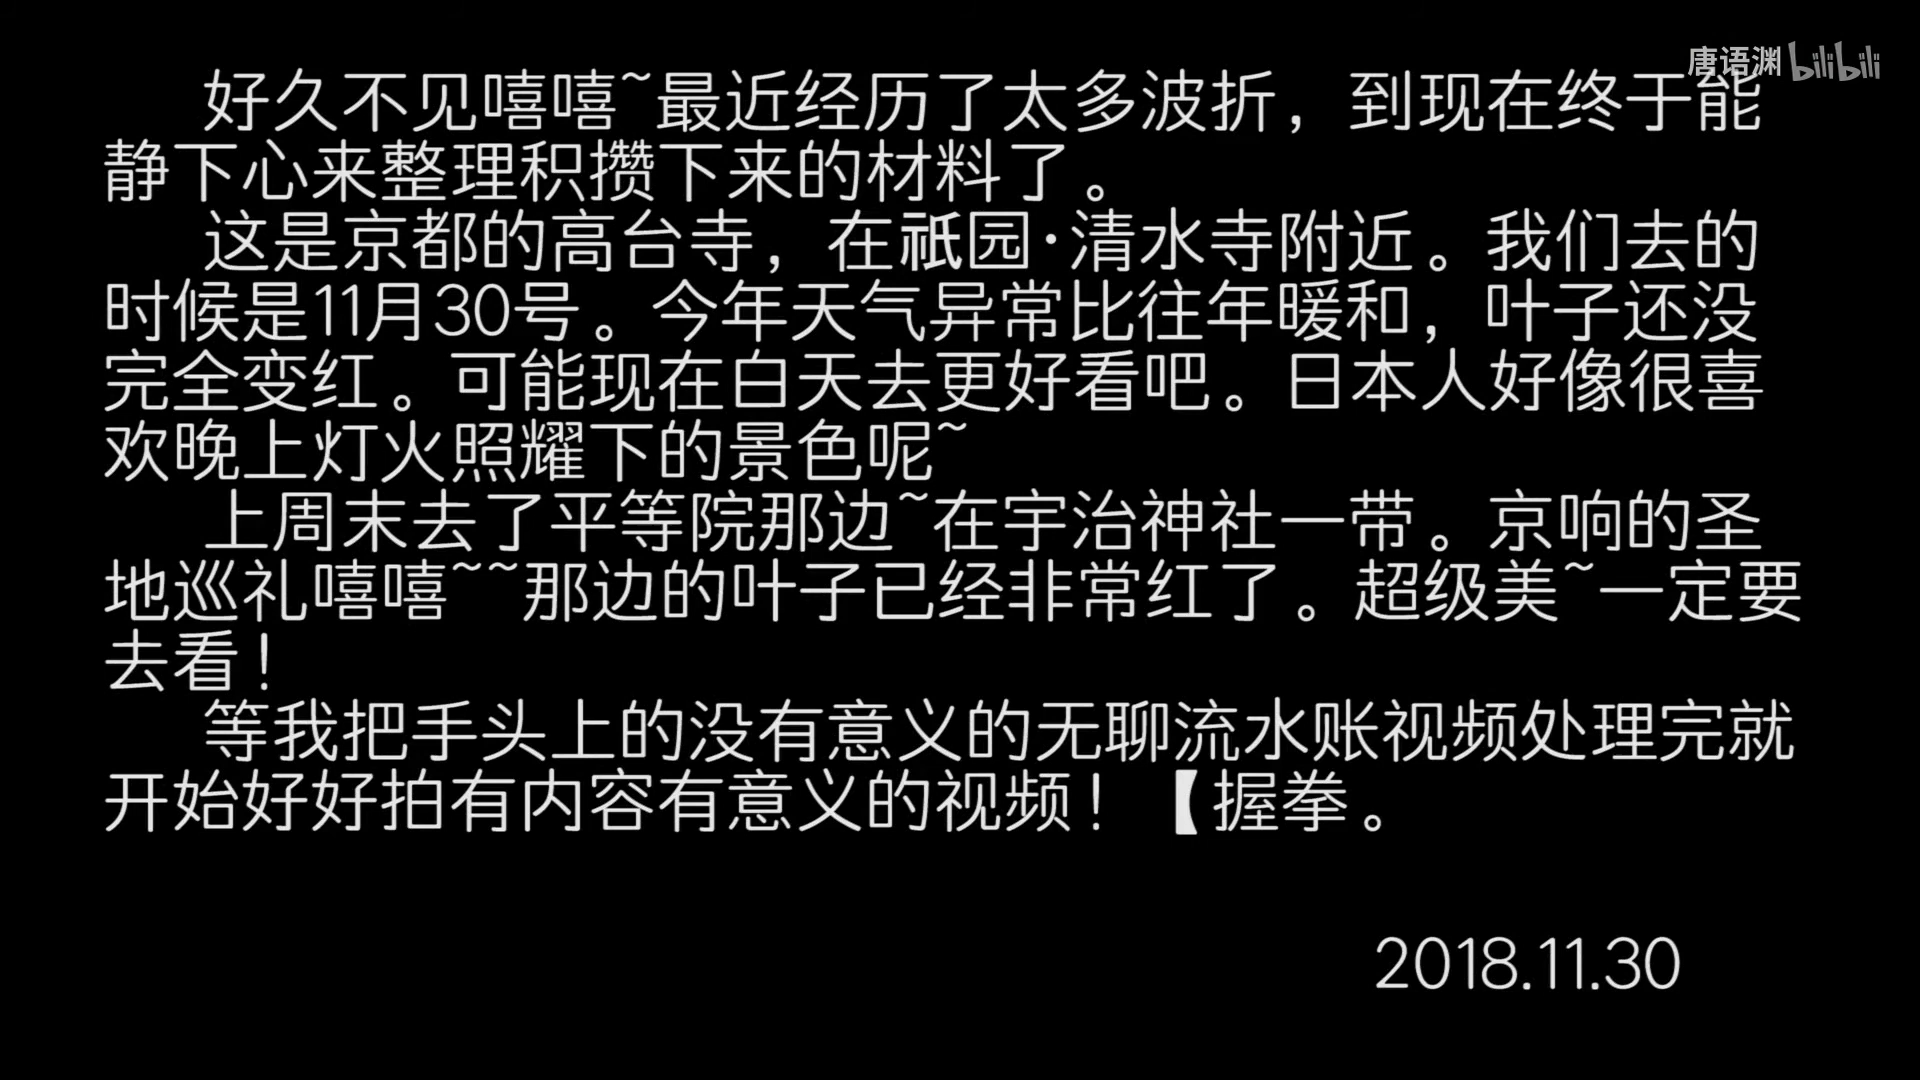 唐语渊 bilibili
好久不见嘻嘻~最近经历了太多波折，到现在终于能
静下心来整理积攒下来的材料了。
这是京都的高台寺，在祇园·清水寺附近。我们去的
时候是11月30号。今年天气异常比往年暖和，叶子还没
完全变红。可能现在白天去更好看吧。日本人好像很喜
欢晚上灯火照耀下的景色呢~
上周末去了平等院那边~在宇治神社一带。京响的圣
地巡礼嘻嘻~~那边的叶子已经非常红了。超级美~一定要
去看！
等我把手头上的没有意义的无聊流水账视频处理完就
开始好好拍有内容有意义的视频！【握拳。
2018.11.30